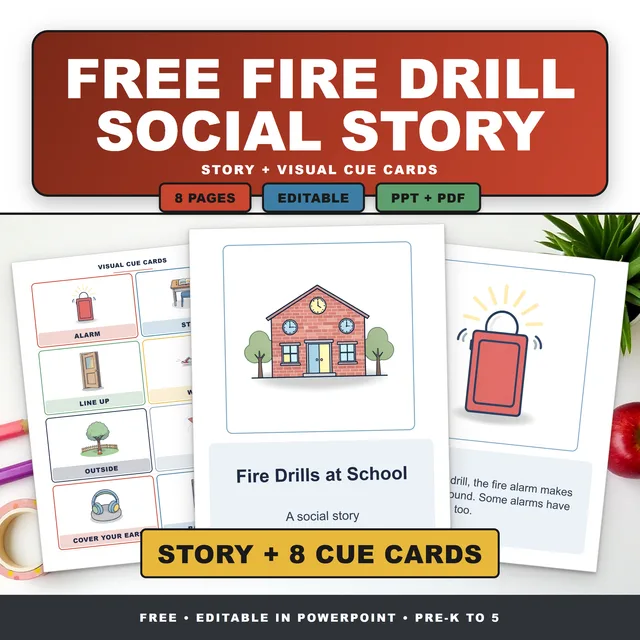 FREE FIRE DRILL
SOCIAL STORY
STORY + VISUAL CUE CARDS
8 PAGES
EDITABLE
PPT + PDF
VISUAL CUE CARDS
ALARM
LINE UP
OUTSIDE
COVER YOUR EARS
Fire Drills at School
A social story
drill, the fire alarm makes
Some alarms have
too.
STORY + 8 CUE CARDS
FREE • EDITABLE IN POWERPOINT • PRE-K TO 5